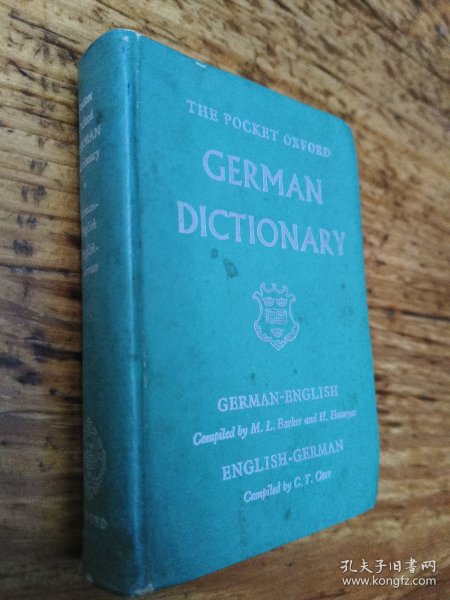 THE POCKET OXFORD
GERMAN
DICTIONARY
GERMAN-ENGLISH
Compiled by M. L. Barker and H. Homeyer
ENGLISH-GERMAN
Compiled by C. T. Carr
OXFORD
孔夫子旧书网
www.kongfz.com